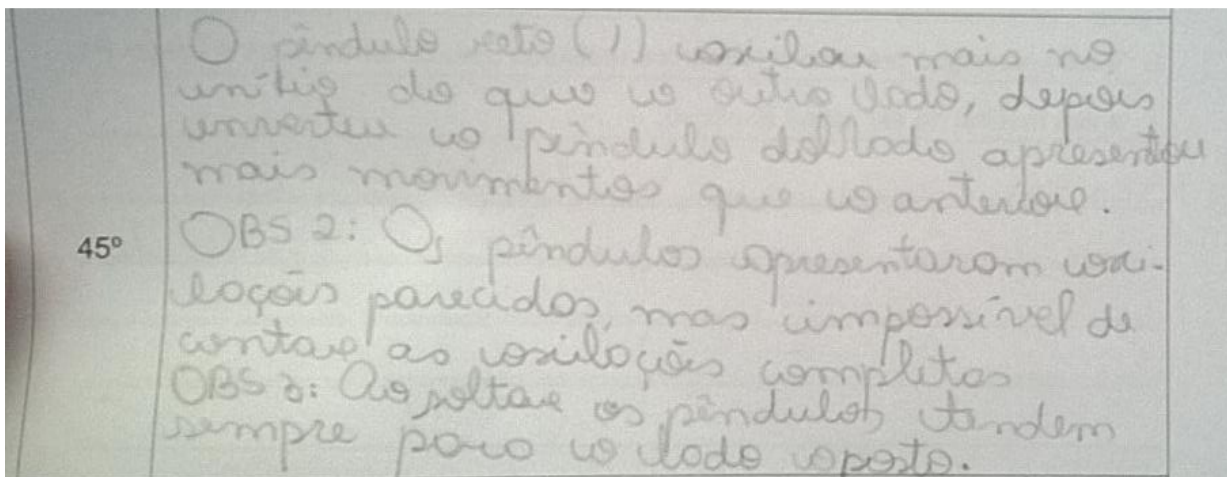 O pêndulo reto (1) oscilou mais no
início do que o outro lado, depois
inverteu o pêndulo do lado apresentou
mais movimentos que o anterior.
45º
OBS 2: Os pêndulos apresentaram osci-
lações parecidas, mas impossível de
contar as oscilações completas
OBS 3: Ao soltar os pêndulos tendem
sempre para o lado oposto.